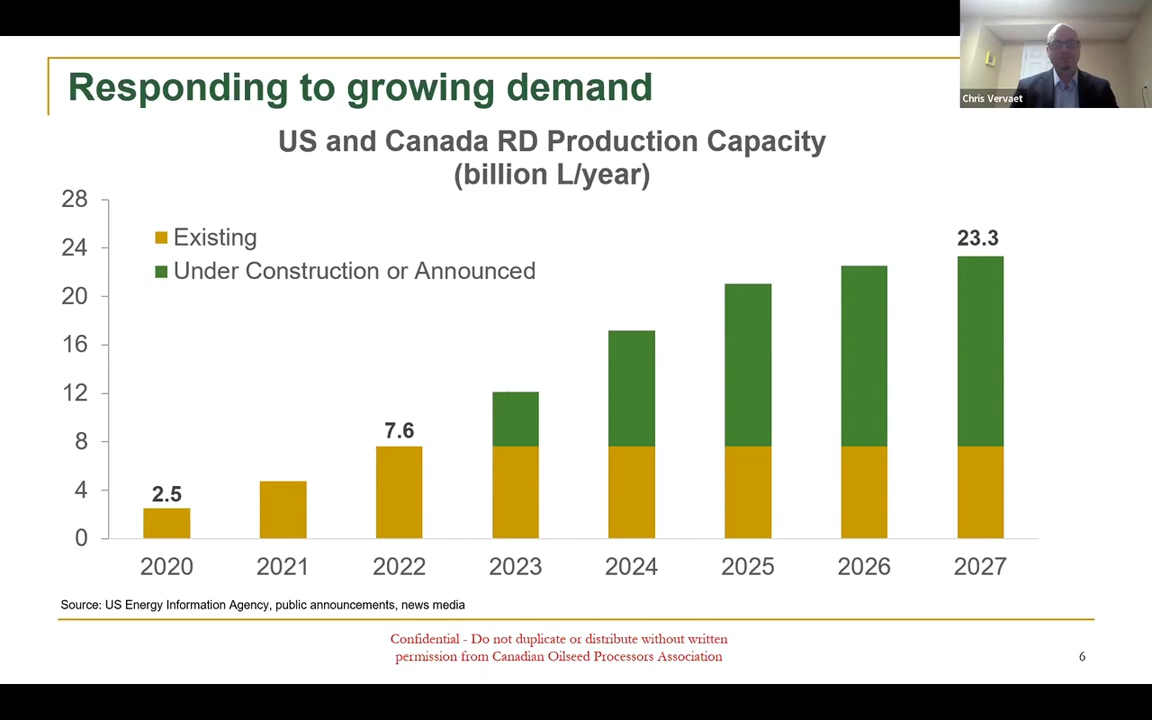 Responding to growing demand
Chris Vervaet
US and Canada RD Production Capacity
(billion L/year)
28
24
20
16
12
8
4
0
Existing
Under Construction or Announced
2.5
7.6
23.3
2020 2021 2022 2023 2024 2025 2026 2027
Source: US Energy Information Agency, public announcements, news media
Confidential - Do not duplicate or distribute without written
permission from Canadian Oilseed Processors Association
6